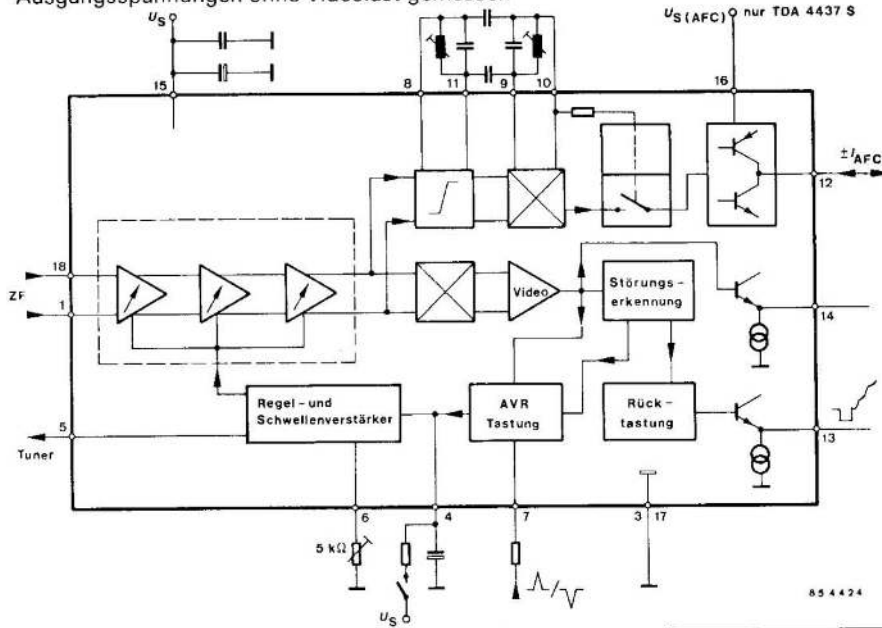 Ausgangsspannungen ohne Videolast gemessen
U_S
U_S(AFC) nur TDA 4437 S
15
8
11
9
10
16
±I_AFC
12
18
ZF
1
Video
Störungs-
erkennung
14
Regel- und
Schwellenverstärker
AVR
Tastung
Rück-
tastung
5
Tuner
13
6
4
7
3
17
5 kΩ
U_S
854424